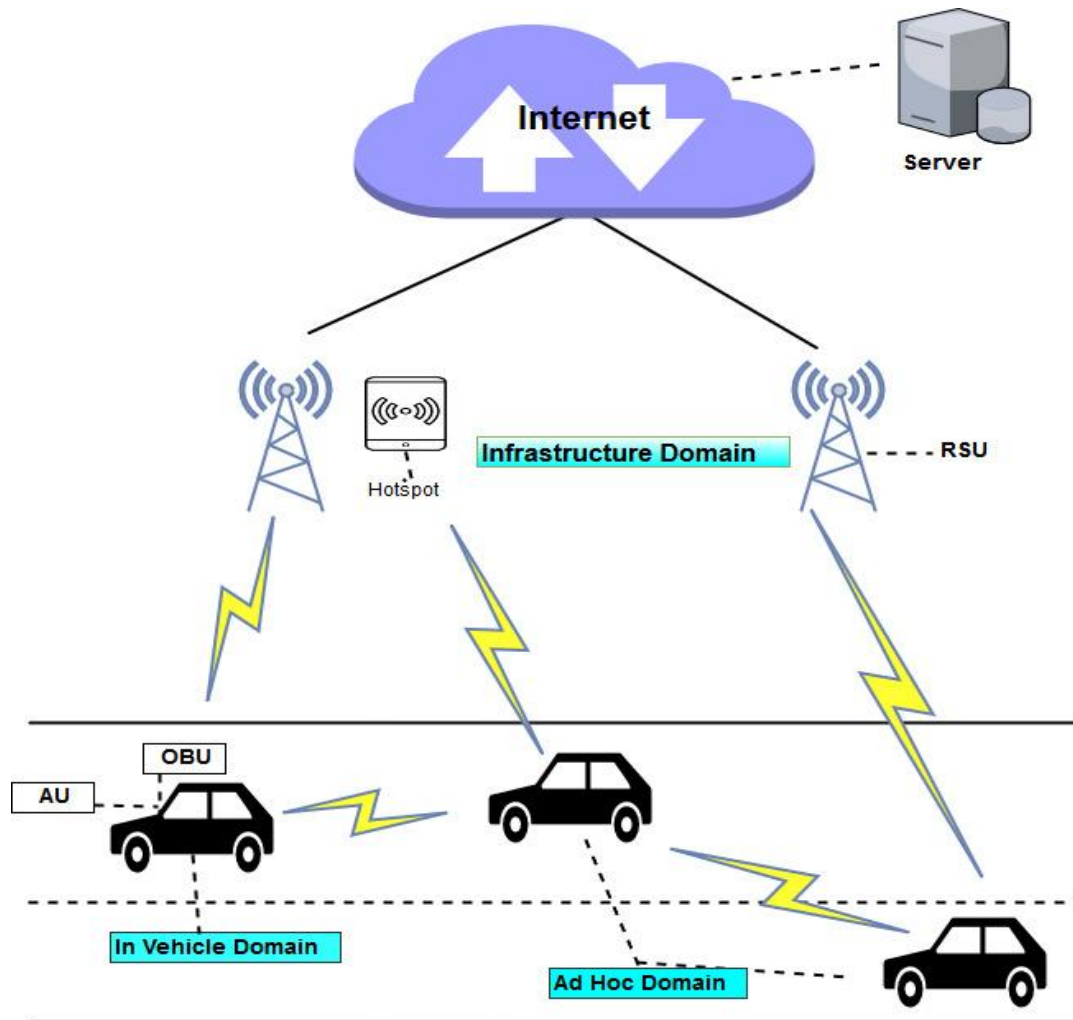 Internet
Server
Infrastructure Domain
RSU
Hotspot
OBU
AU
In Vehicle Domain
Ad Hoc Domain